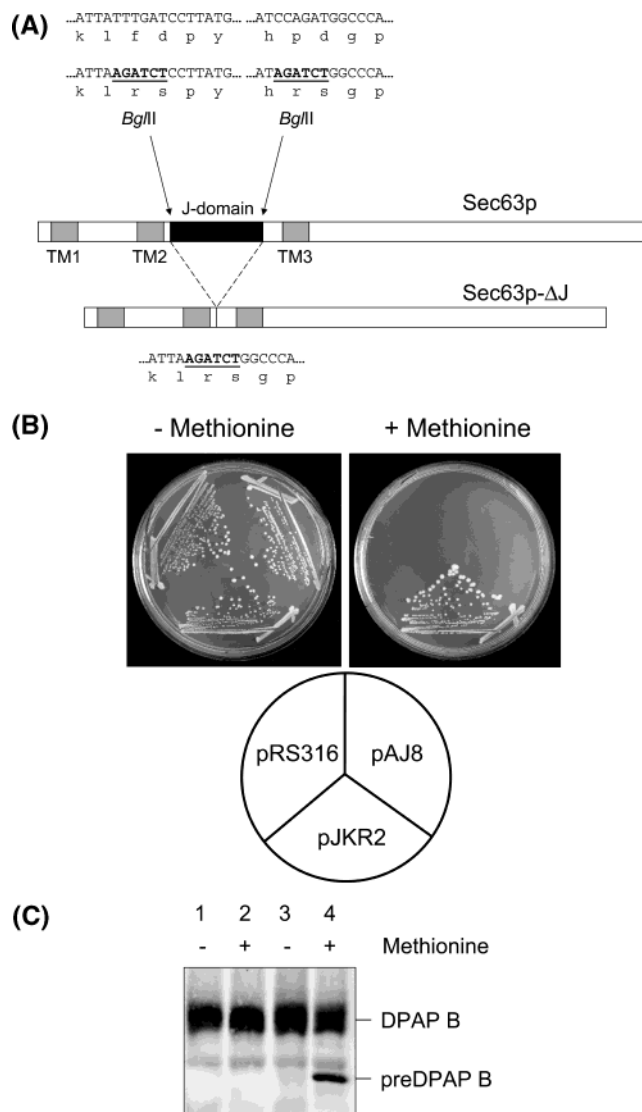 (A)
...ATTATTTGATCCTTATG... ...ATCCAGATGGCCCA...
k l f d p y h p d g p
...ATTAAGATCTCCTTATG... ...ATAGATCTGGCCCA...
k l r s p y h r s g p
BglII BglII
J-domain Sec63p
TM1 TM2 TM3
Sec63p-ΔJ
...ATTAAGATCTGGCCCA...
k l r s g p
(B)
- Methionine + Methionine
pRS316 pAJ8
pJKR2
(C)
1 2 3 4
- + - + Methionine
DPAP B
preDPAP B